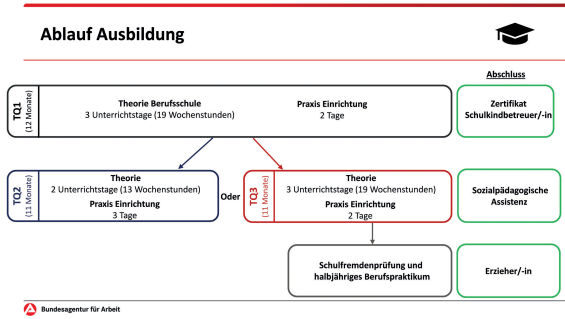 Ablauf Ausbildung
Abschluss
TQ1
(12 Monate)
Theorie Berufsschule
3 Unterrichtstage (19 Wochenstunden)
Praxis Einrichtung
2 Tage
Zertifikat
Schulkindbetreuer/-in
TQ2
(11 Monate)
Theorie
2 Unterrichtstage (13 Wochenstunden)
Praxis Einrichtung
3 Tage
Oder
TQ3
(11 Monate)
Theorie
3 Unterrichtstage (19 Wochenstunden)
Praxis Einrichtung
2 Tage
Sozialpädagogische
Assistenz
Schulfremdenprüfung und
halbjähriges Berufspraktikum
Erzieher/-in
Bundesagentur für Arbeit